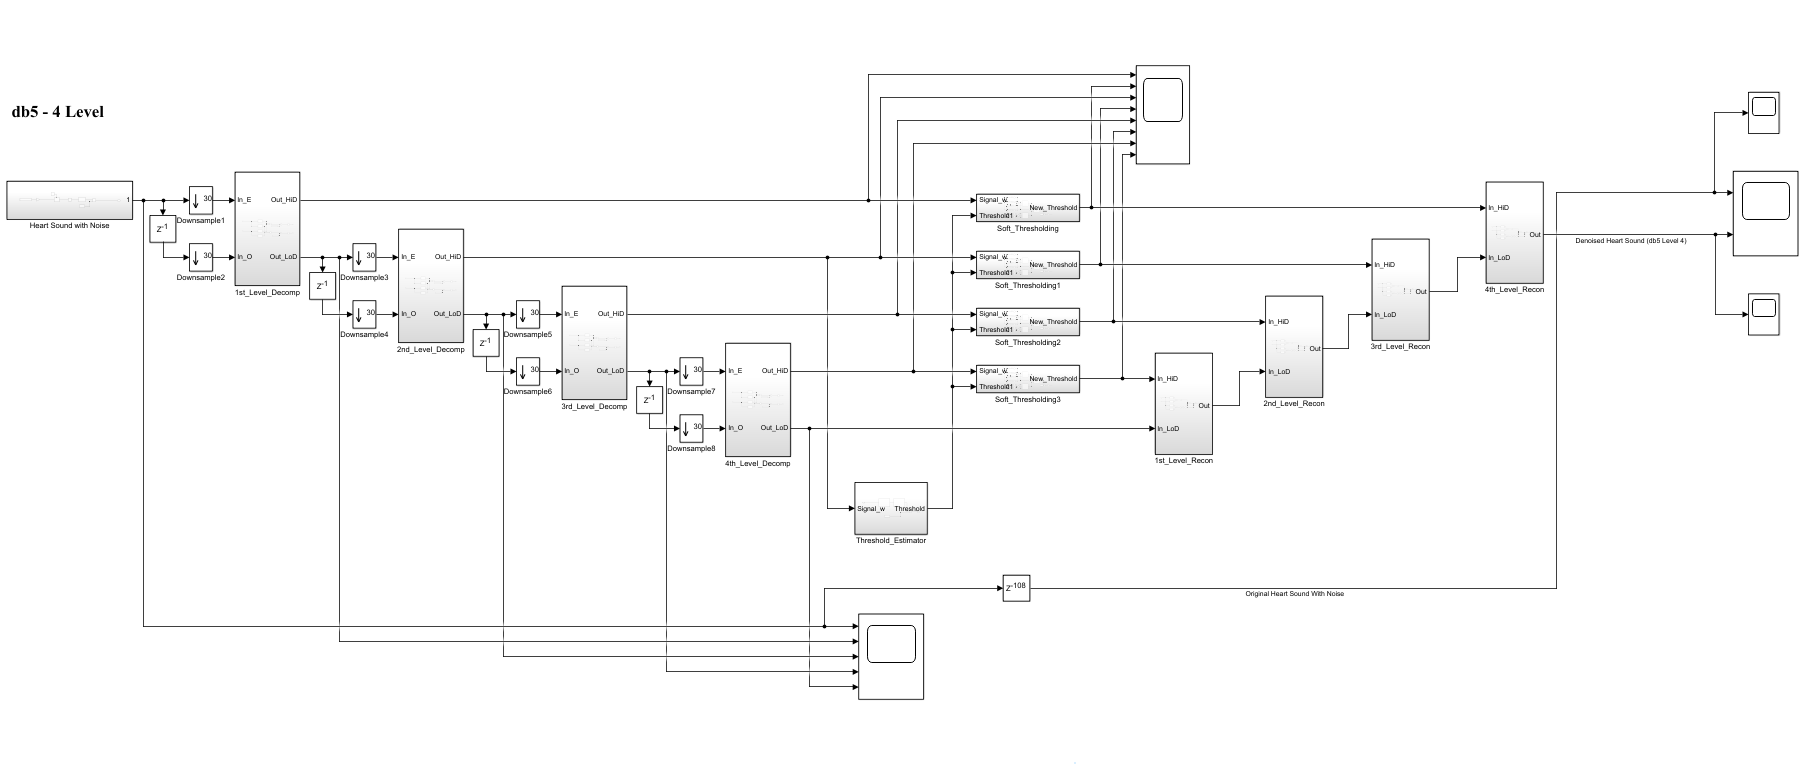 db5 - 4 Level
1
Heart Sound with Noise
z-1
30
Downsample1
30
Downsample2
In_E
Out_HiD
In_O
Out_LoD
1st_Level_Decomp
z-1
30
Downsample3
30
Downsample4
In_E
Out_HiD
In_O
Out_LoD
2nd_Level_Decomp
z-1
30
Downsample5
30
Downsample6
In_E
Out_HiD
In_O
Out_LoD
3rd_Level_Decomp
z-1
30
Downsample7
30
Downsample8
In_E
Out_HiD
In_O
Out_LoD
4th_Level_Decomp
Signal_w
Threshold
Threshold_Estimator
Signal_w
New_Threshold
Threshold1
Soft_Thresholding
Signal_w
New_Threshold
Threshold1
Soft_Thresholding1
Signal_w
New_Threshold
Threshold1
Soft_Thresholding2
Signal_w
New_Threshold
Threshold1
Soft_Thresholding3
In_HiD
Out
In_LoD
1st_Level_Recon
In_HiD
Out
In_LoD
2nd_Level_Recon
In_HiD
Out
In_LoD
3rd_Level_Recon
In_HiD
Out
In_LoD
4th_Level_Recon
Denoised Heart Sound (db5 Level 4)
z-108
Original Heart Sound With Noise